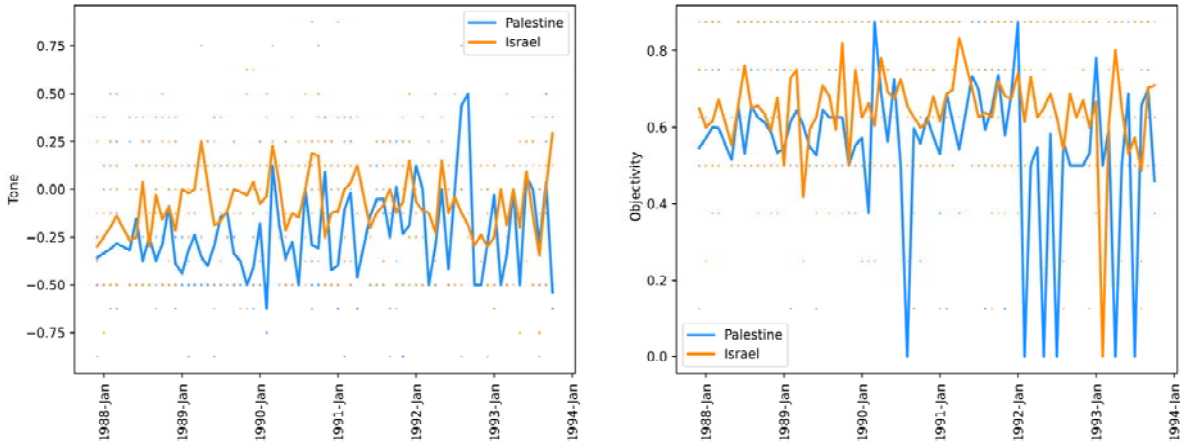 Palestine
Israel
Tone
0.75
0.50
0.25
0.00
−0.25
−0.50
−0.75
1988-Jan
1989-Jan
1990-Jan
1991-Jan
1992-Jan
1993-Jan
1994-Jan
Objectivity
0.8
0.6
0.4
0.2
0.0
Palestine
Israel
1988-Jan
1989-Jan
1990-Jan
1991-Jan
1992-Jan
1993-Jan
1994-Jan